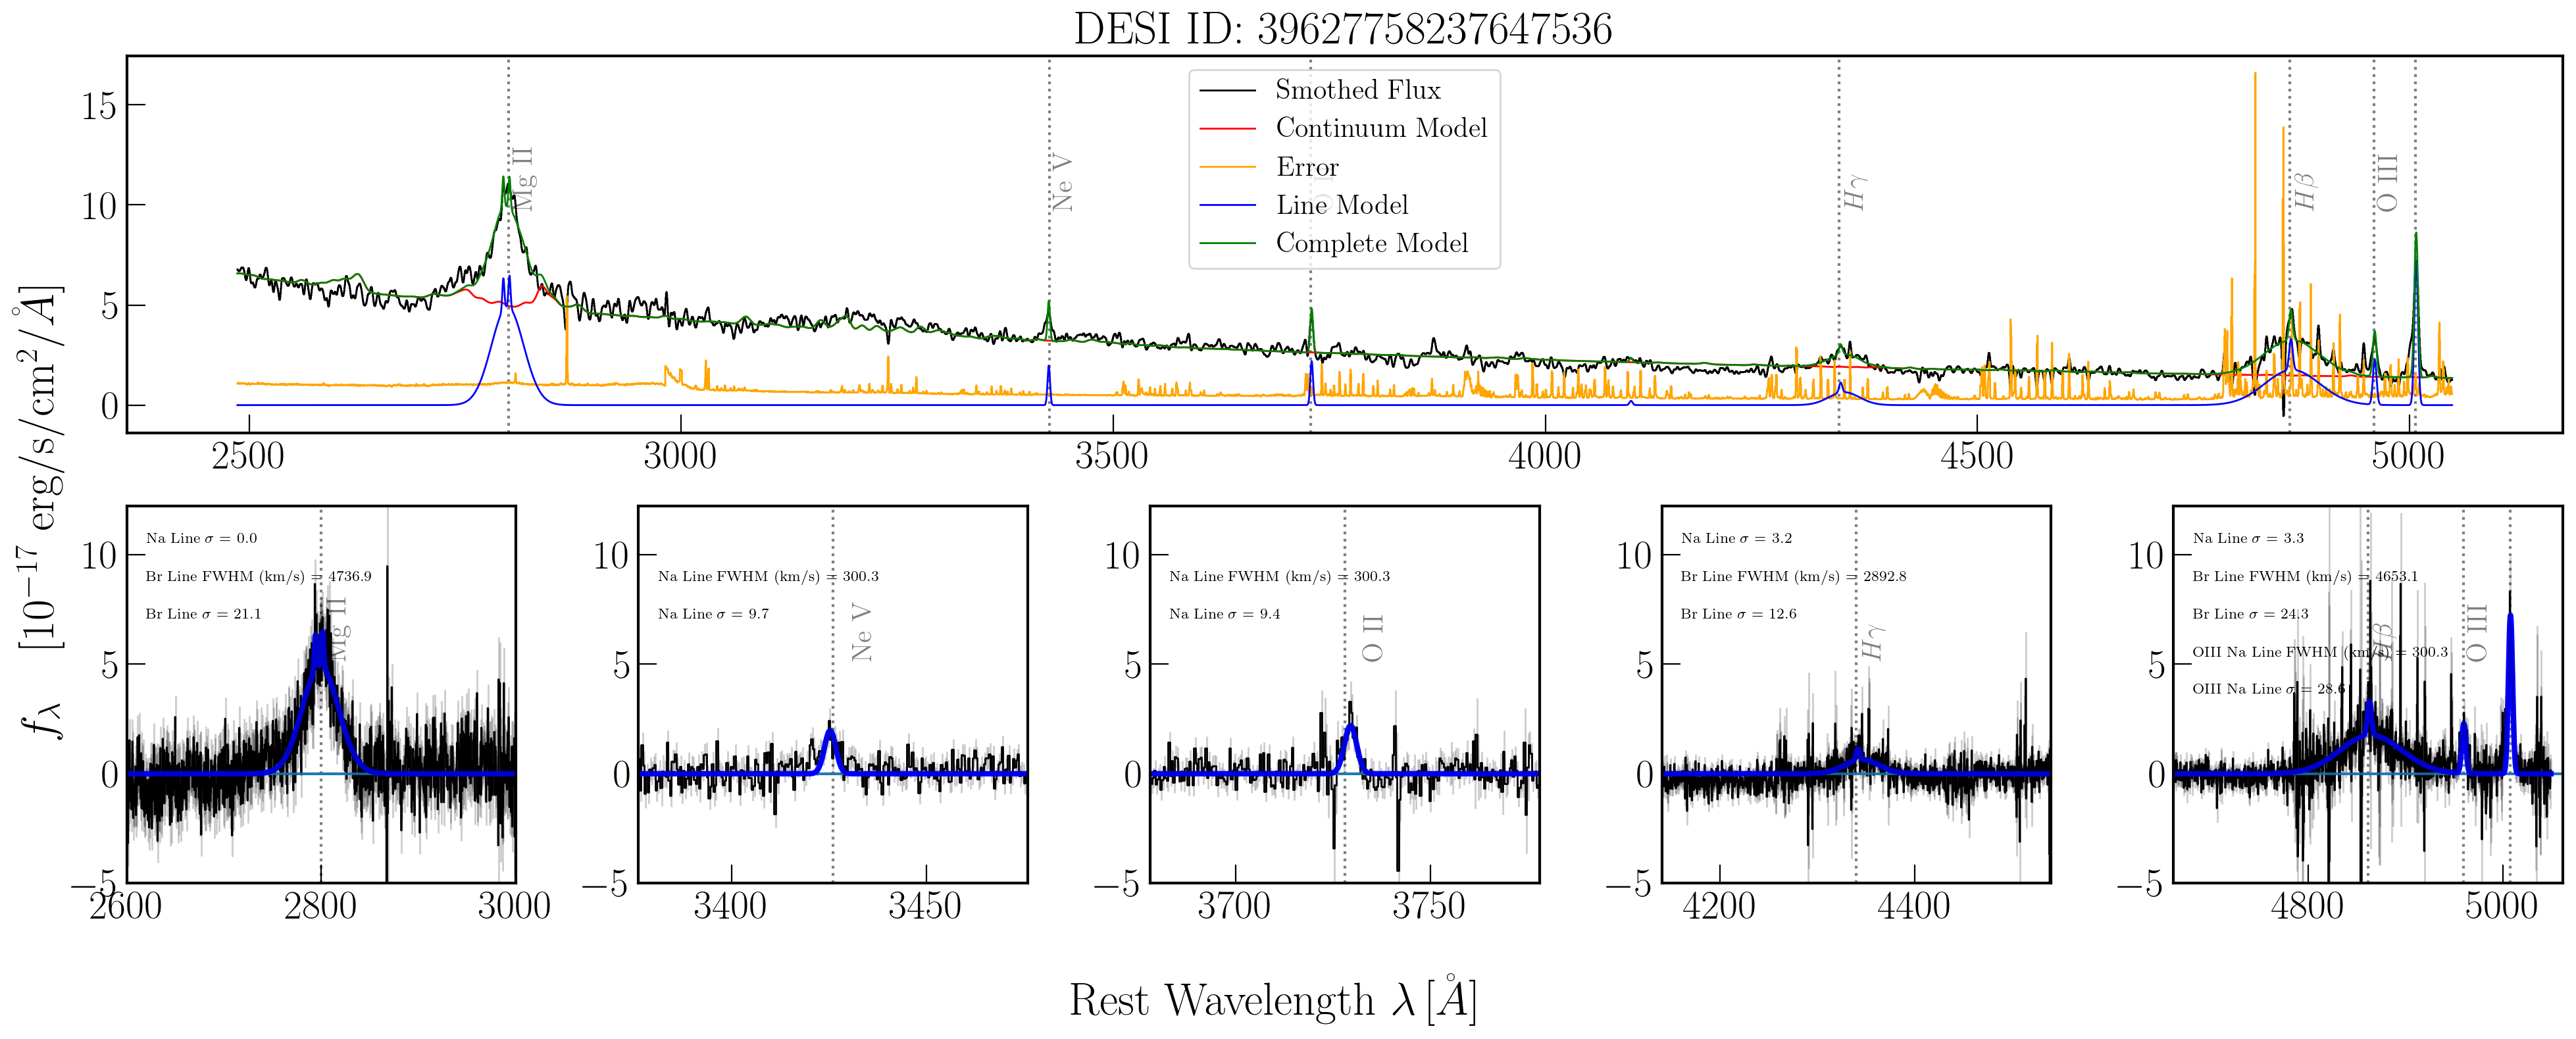 DESI ID: 39627758237647536
Smothed Flux
Continuum Model
Error
Line Model
Complete Model
Mg II
Ne V
Hγ
Hβ
O III
15
10
5
0
2500
3000
3500
4000
4500
5000
f_λ [10⁻¹⁷ erg/s/cm²/Å]
Na Line σ = 0.0
Br Line FWHM (km/s) = 4736.9
Br Line σ = 21.1
Mg II
10
5
0
−5
2600
2800
3000
Na Line FWHM (km/s) = 300.3
Na Line σ = 9.7
Ne V
10
5
0
−5
3400
3450
Na Line FWHM (km/s) = 300.3
Na Line σ = 9.4
O II
10
5
0
−5
3700
3750
Na Line σ = 3.2
Br Line FWHM (km/s) = 2892.8
Br Line σ = 12.6
Hγ
10
5
0
−5
4200
4400
Na Line σ = 3.3
Br Line FWHM (km/s) = 4653.1
Br Line σ = 24.3
OIII Na Line FWHM (km/s) = 300.3
OIII Na Line σ = 28.6
Hβ
O III
10
5
0
−5
4800
5000
Rest Wavelength λ [Å]